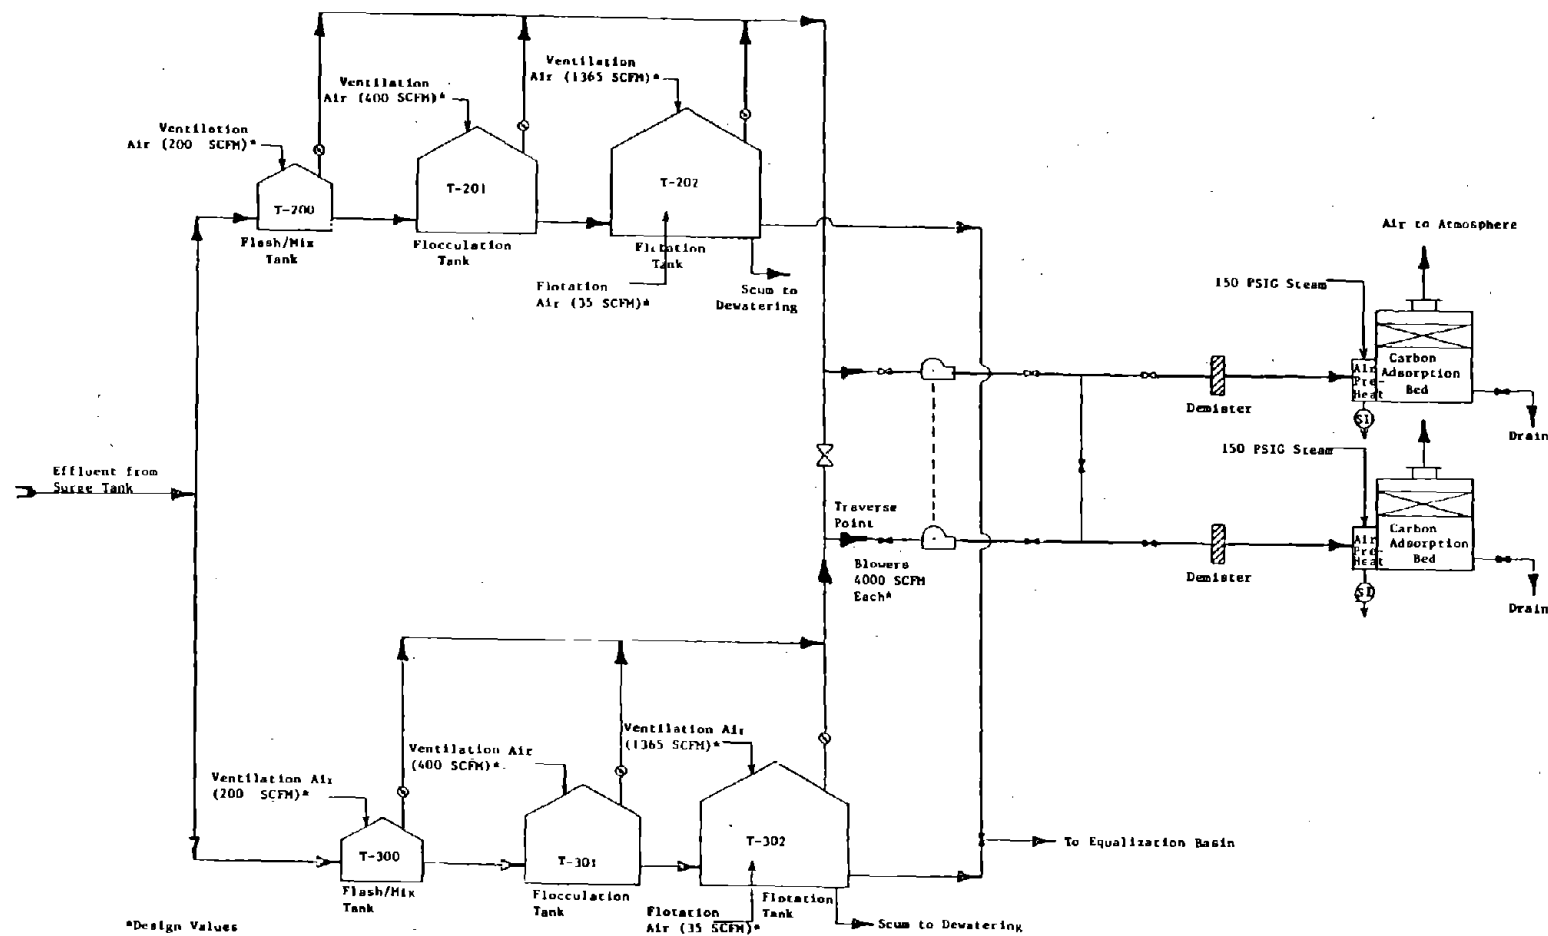 Ventilation
Air (1365 SCFM)*
Ventilation
Air (400 SCFM)*
Ventilation
Air (200 SCFM)*
T-200
T-201
T-202
Flash/Mix
Tank
Flocculation
Tank
Flotation
Tank
Flotation
Air (35 SCFM)*
Scum to
Dewatering
Air to Atmosphere
150 PSIG Steam
Carbon
Adsorption
Bed
Air
Pre-
Heat
Demister
Drain
150 PSIG Steam
Effluent from
Surge Tank
Traverse
Point
Blowers
4000 SCFM
Each*
Carbon
Adsorption
Bed
Air
Pre-
Heat
Demister
Drain
Ventilation Air
(1365 SCFM)*
Ventilation Air
(400 SCFM)*
Ventilation Air
(200 SCFM)*
T-300
T-301
T-302
To Equalization Basin
Flash/Mix
Tank
Flocculation
Tank
Flotation
Tank
Flotation
Air (35 SCFM)*
Scum to Dewatering
*Design Values